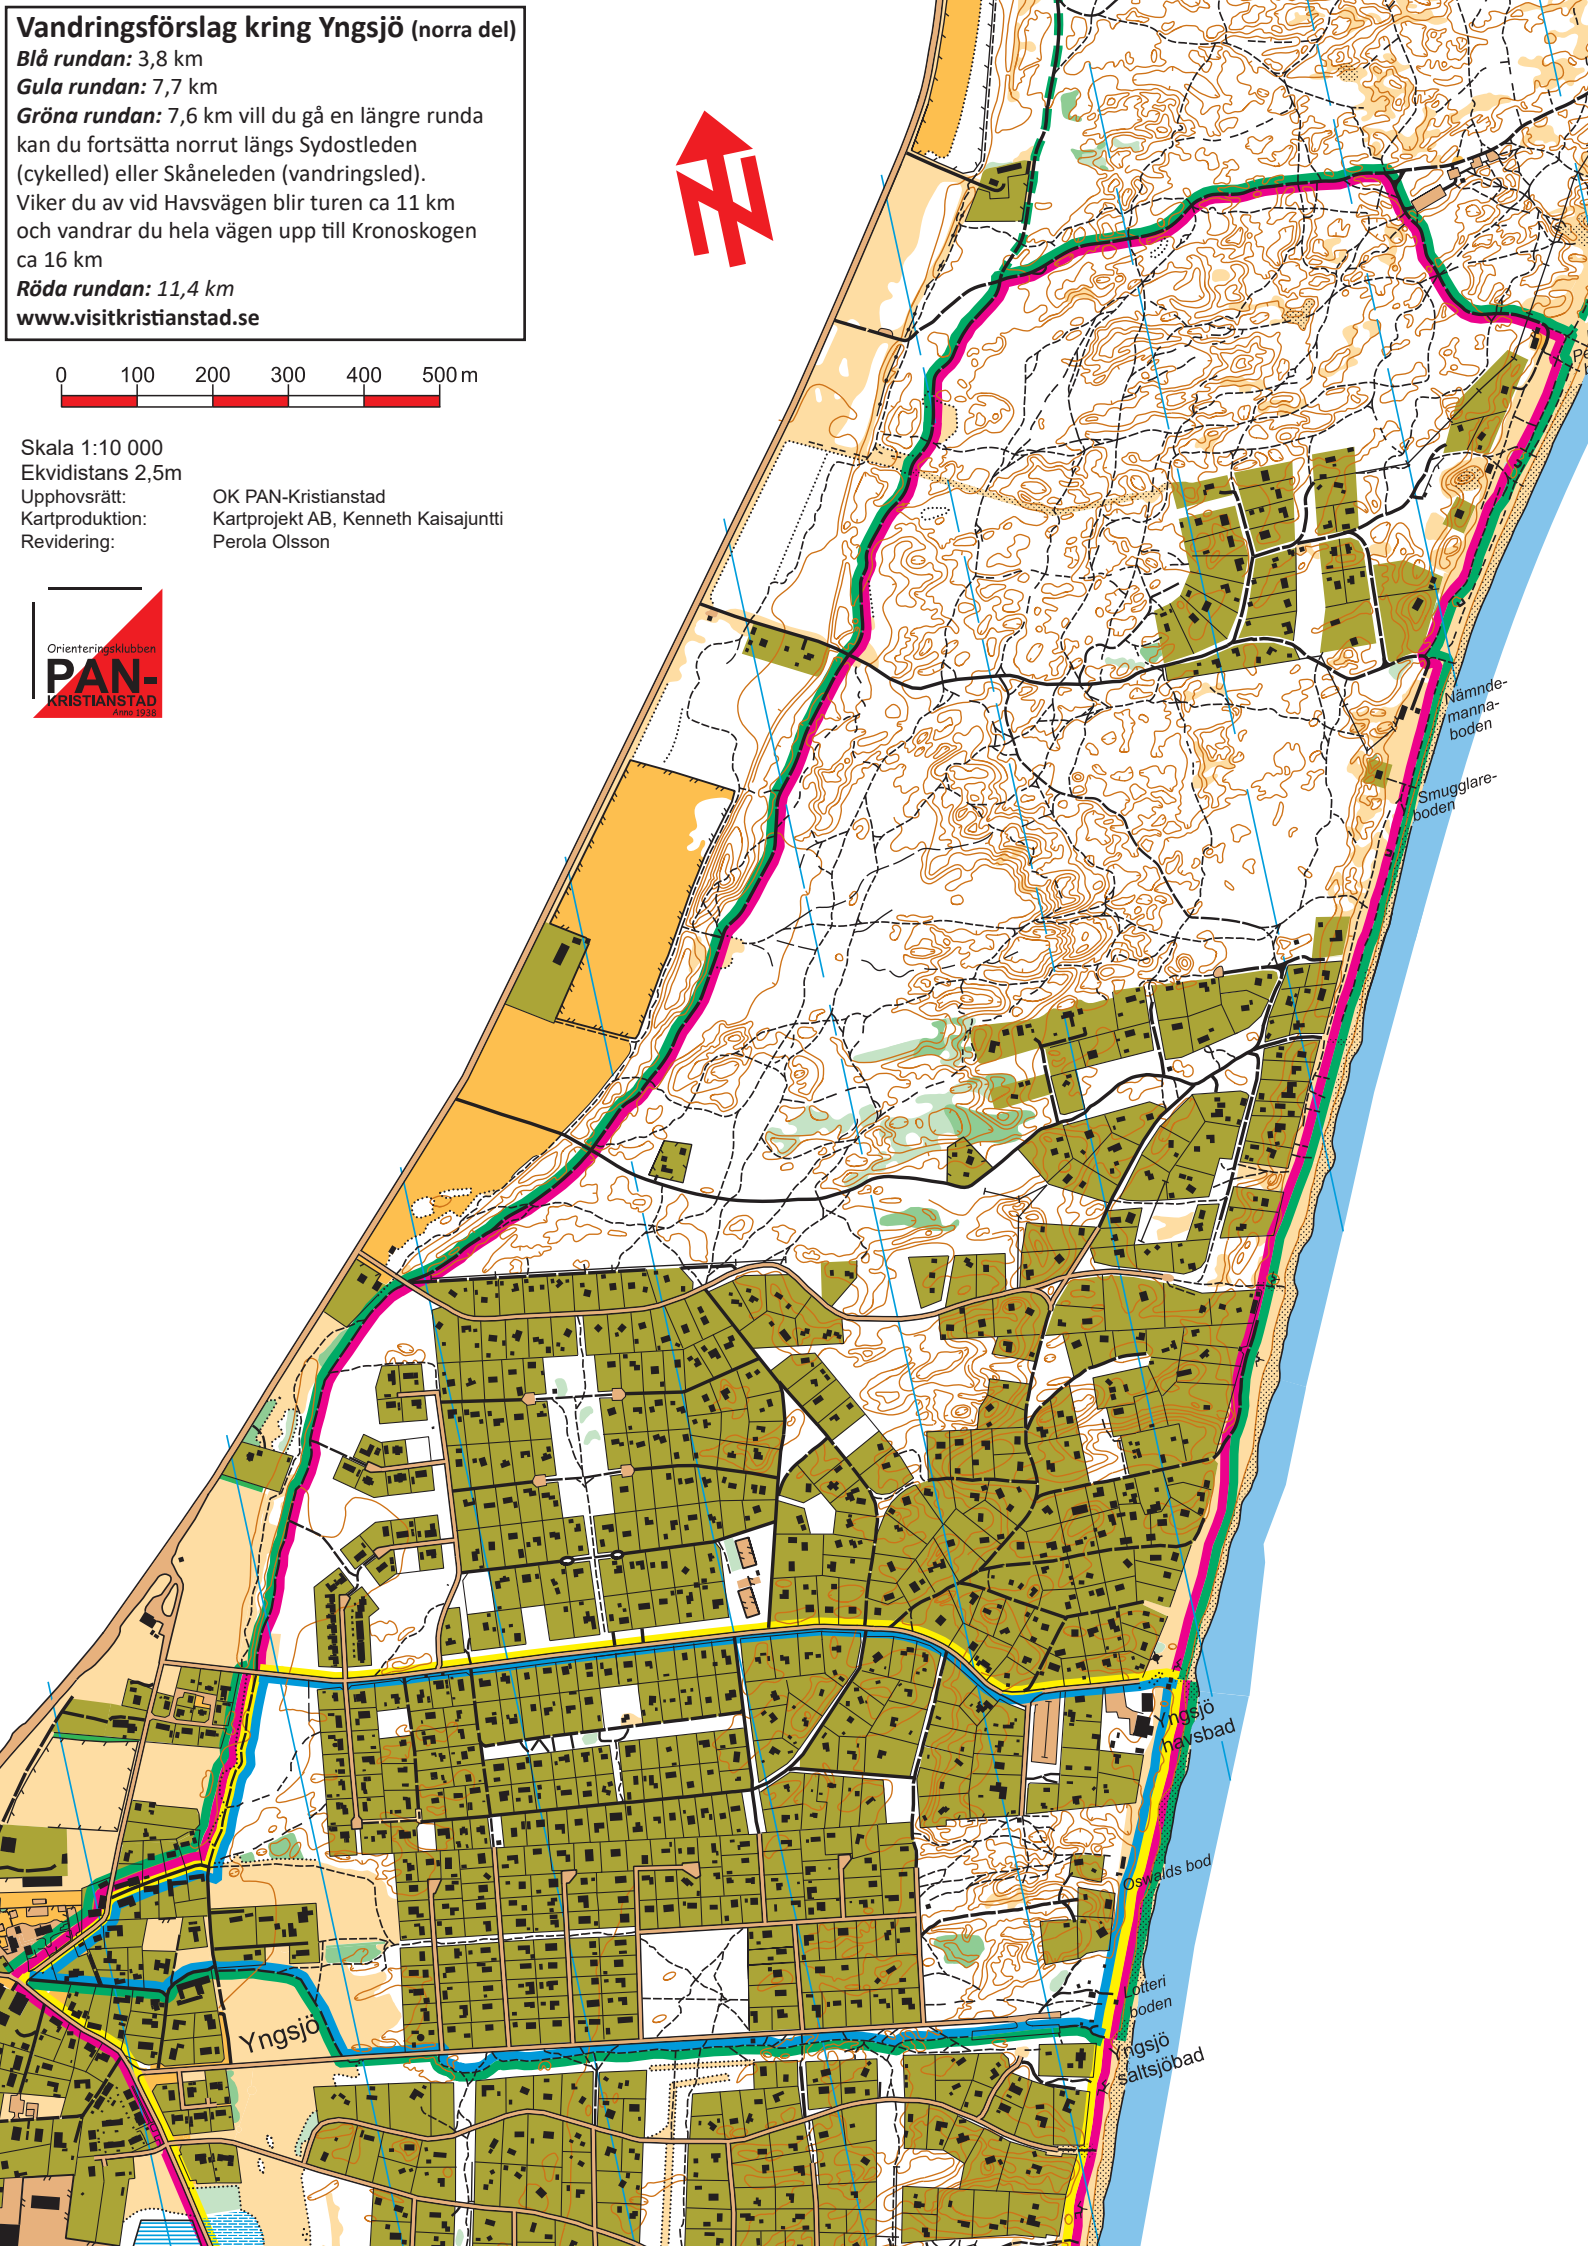 Vandringsförslag kring Yngsjö (norra del)
Blå rundan: 3,8 km
Gula rundan: 7,7 km
Gröna rundan: 7,6 km vill du gå en längre runda
kan du fortsätta norrut längs Sydostleden
(cykelled) eller Skåneleden (vandringsled).
Viker du av vid Havsvägen blir turen ca 11 km
och vandrar du hela vägen upp till Kronoskogen
ca 16 km
Röda rundan: 11,4 km
www.visitkristianstad.se
N
0 100 200 300 400 500 m
Skala 1:10 000
Ekvidistans 2,5m
Upphovsrätt: OK PAN-Kristianstad
Kartproduktion: Kartprojekt AB, Kenneth Kaisajuntti
Revidering: Perola Olsson
Orienteringsklubben
PAN-
KRISTIANSTAD
Anno 1938
Pe
Nämnde-
manna-
boden
Smugglare-
boden
Yngsjö
havsbad
Oswalds bod
Lotteri
boden
Yngsjö
Yngsjö
saltsjöbad